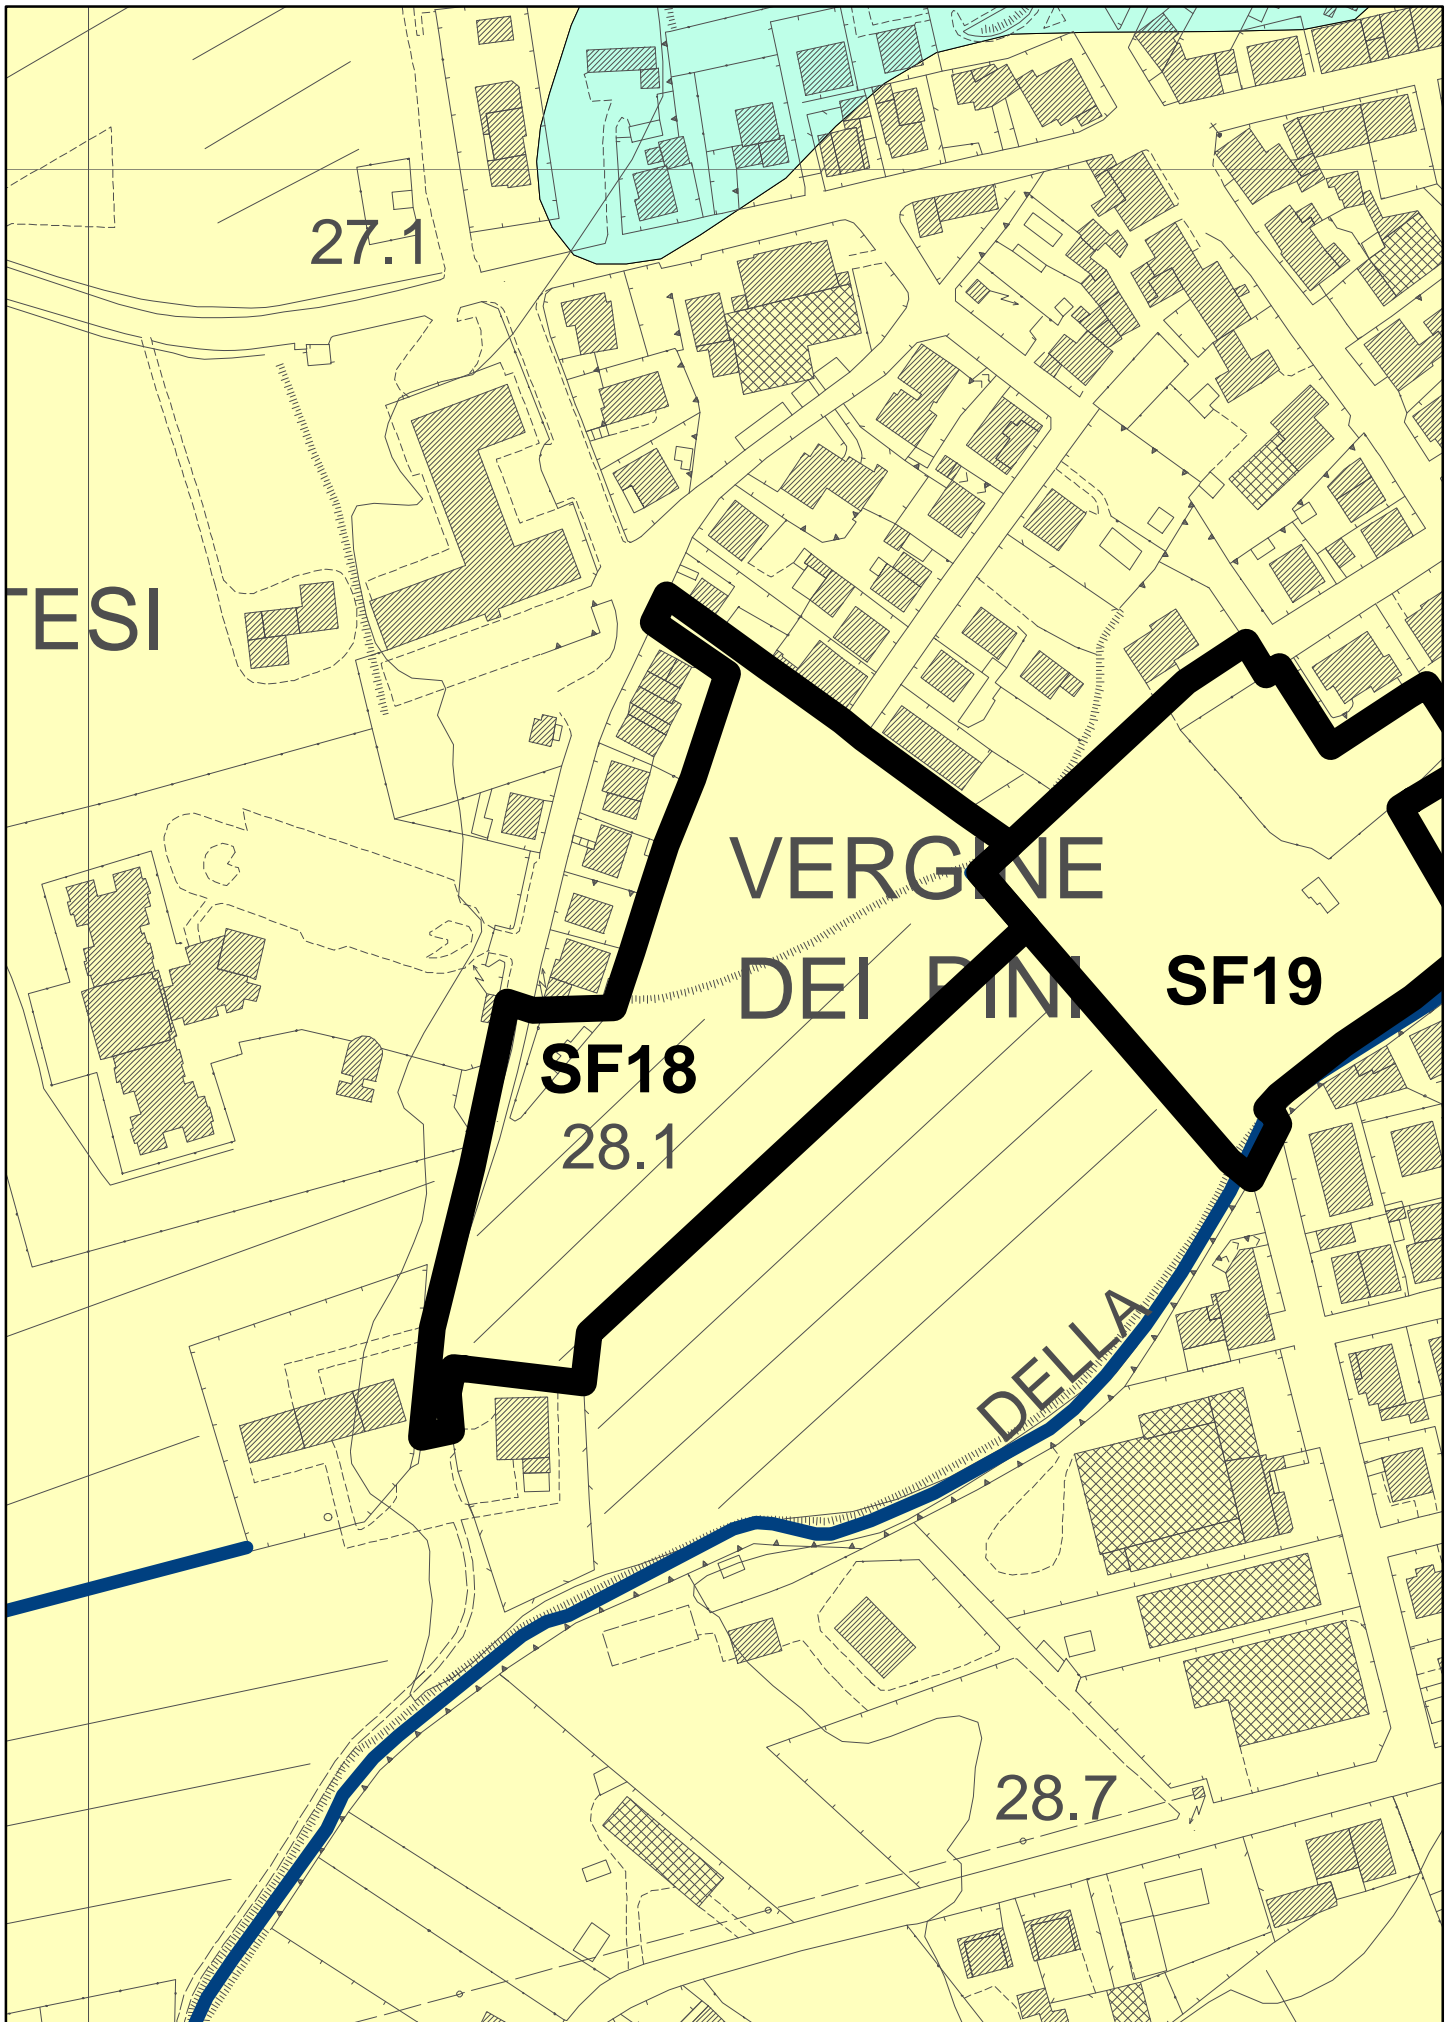 27.1
TESI
VERGINE
DEI PINI
SF19
SF18
28.1
DELLA
28.7